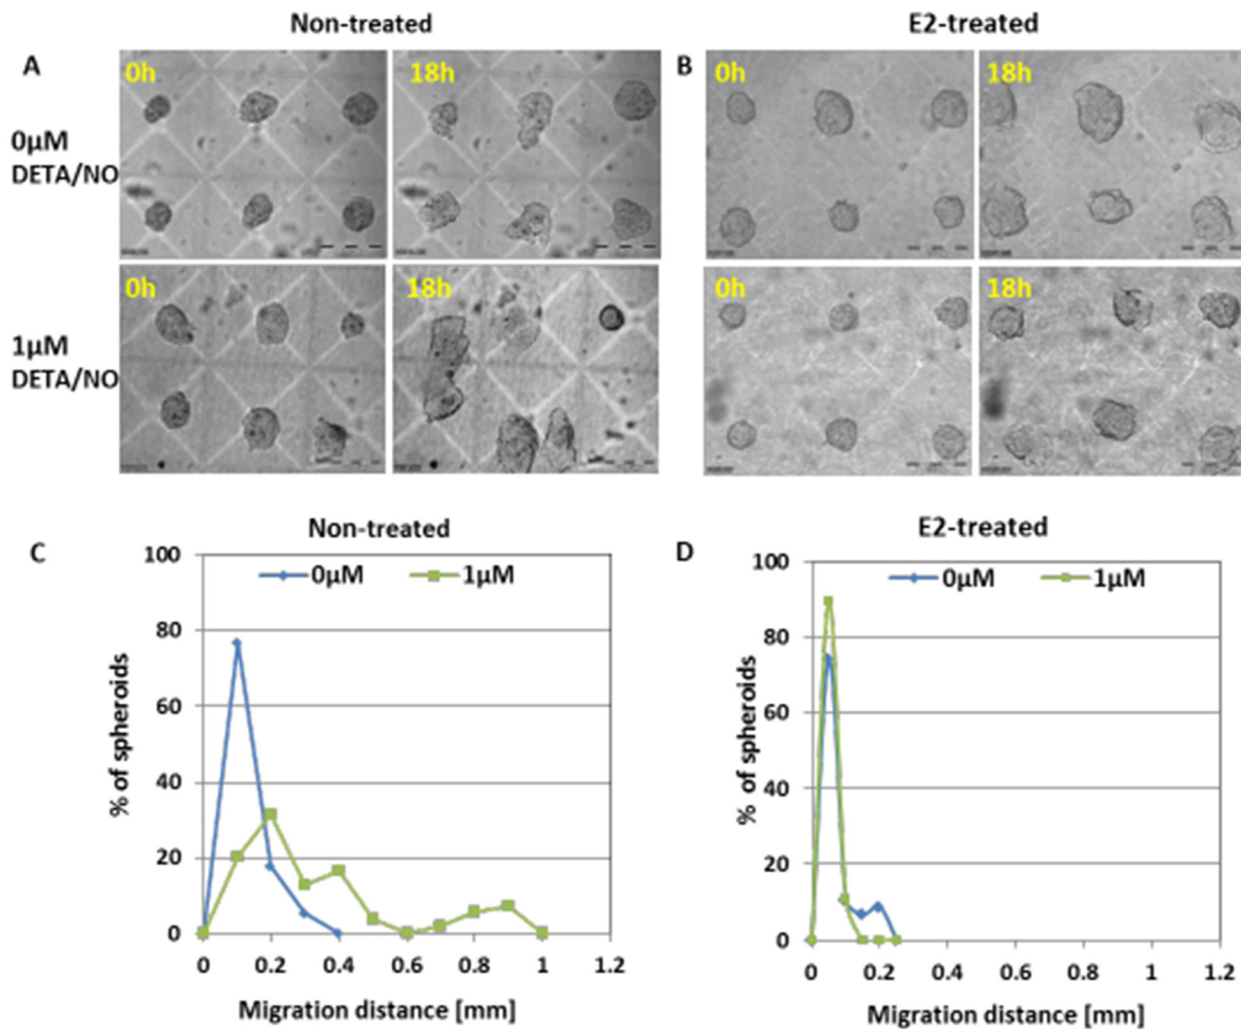 Non-treated
E2-treated
A
0h
18h
B
0h
18h
0µM
DETA/NO
0h
18h
0h
18h
1µM
DETA/NO
Non-treated
E2-treated
C
D
0µM
1µM
0µM
1µM
% of spheroids
100
80
60
40
20
0
0
0.2
0.4
0.6
0.8
1
1.2
Migration distance [mm]
% of spheroids
100
80
60
40
20
0
0
0.2
0.4
0.6
0.8
1
1.2
Migration distance [mm]